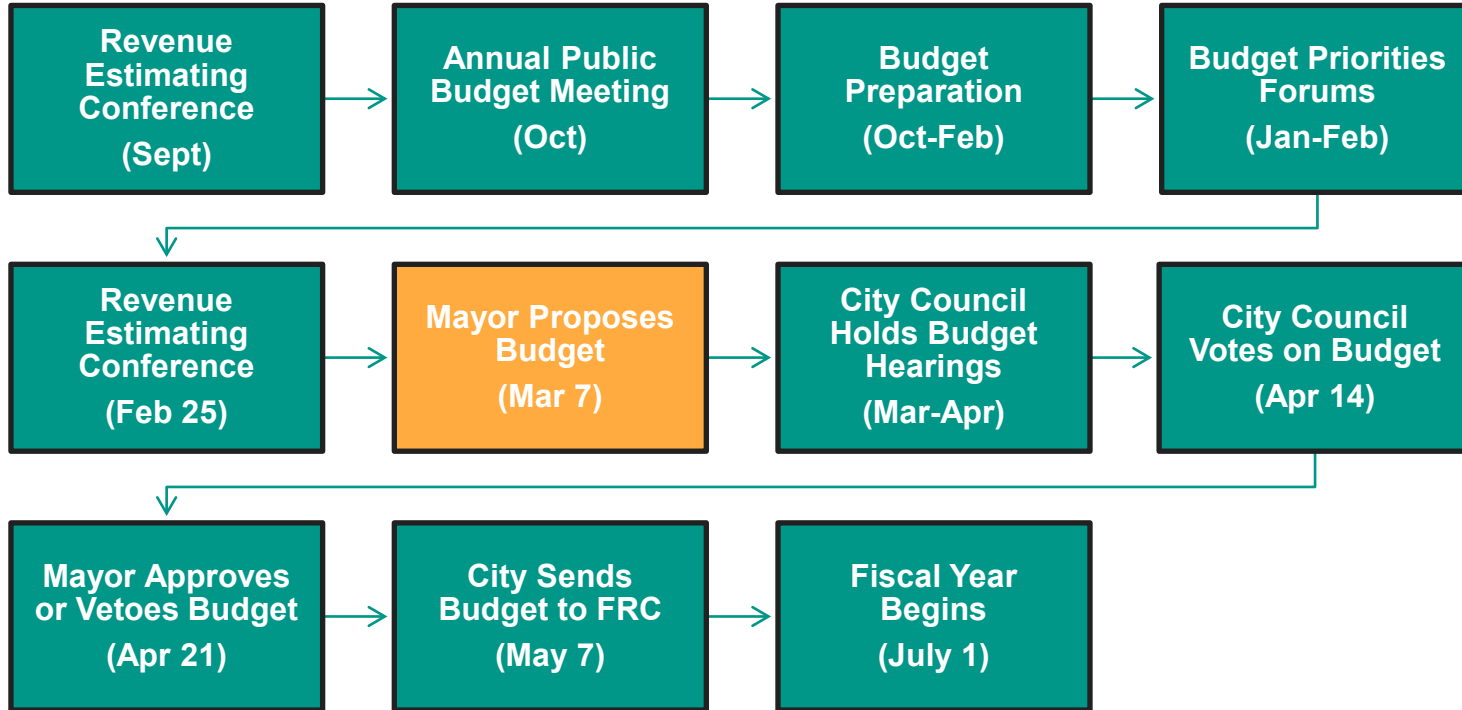 Revenue
Estimating
Conference
(Sept)
Annual Public
Budget Meeting
(Oct)
Budget
Preparation
(Oct-Feb)
Budget Priorities
Forums
(Jan-Feb)
Revenue
Estimating
Conference
(Feb 25)
Mayor Proposes
Budget
(Mar 7)
City Council
Holds Budget
Hearings
(Mar-Apr)
City Council
Votes on Budget
(Apr 14)
Mayor Approves
or Vetoes Budget
(Apr 21)
City Sends
Budget to FRC
(May 7)
Fiscal Year
Begins
(July 1)